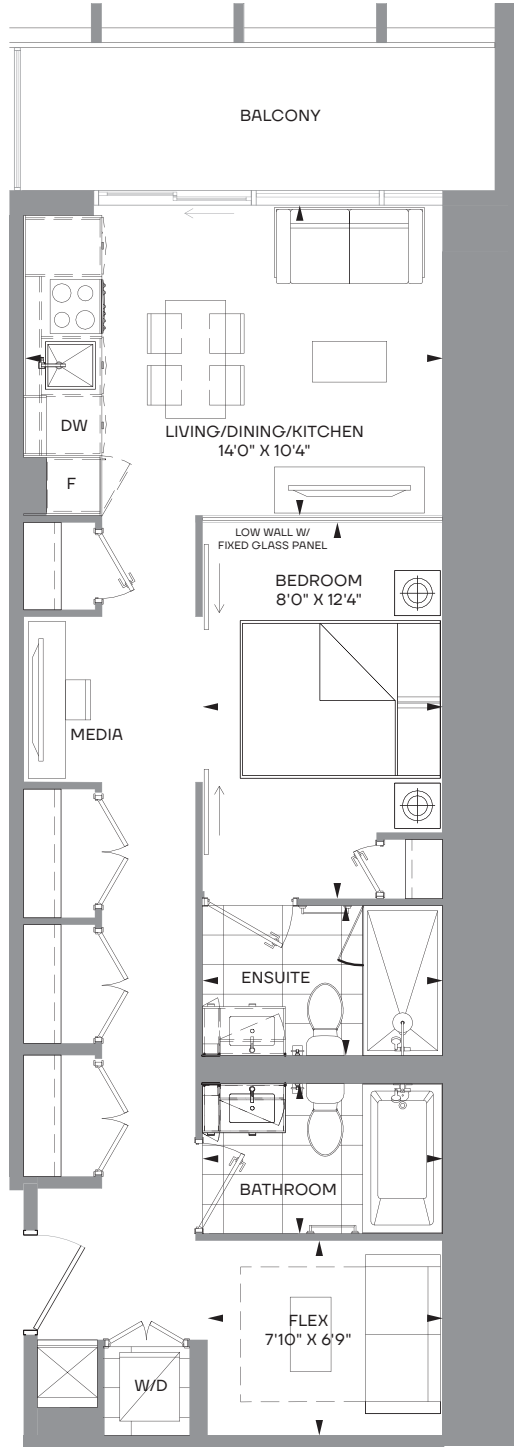 BALCONY
DW
LIVING/DINING/KITCHEN
14'0" X 10'4"
F
LOW WALL W/
FIXED GLASS PANEL
BEDROOM
8'0" X 12'4"
MEDIA
ENSUITE
BATHROOM
FLEX
7'10" X 6'9"
W/D